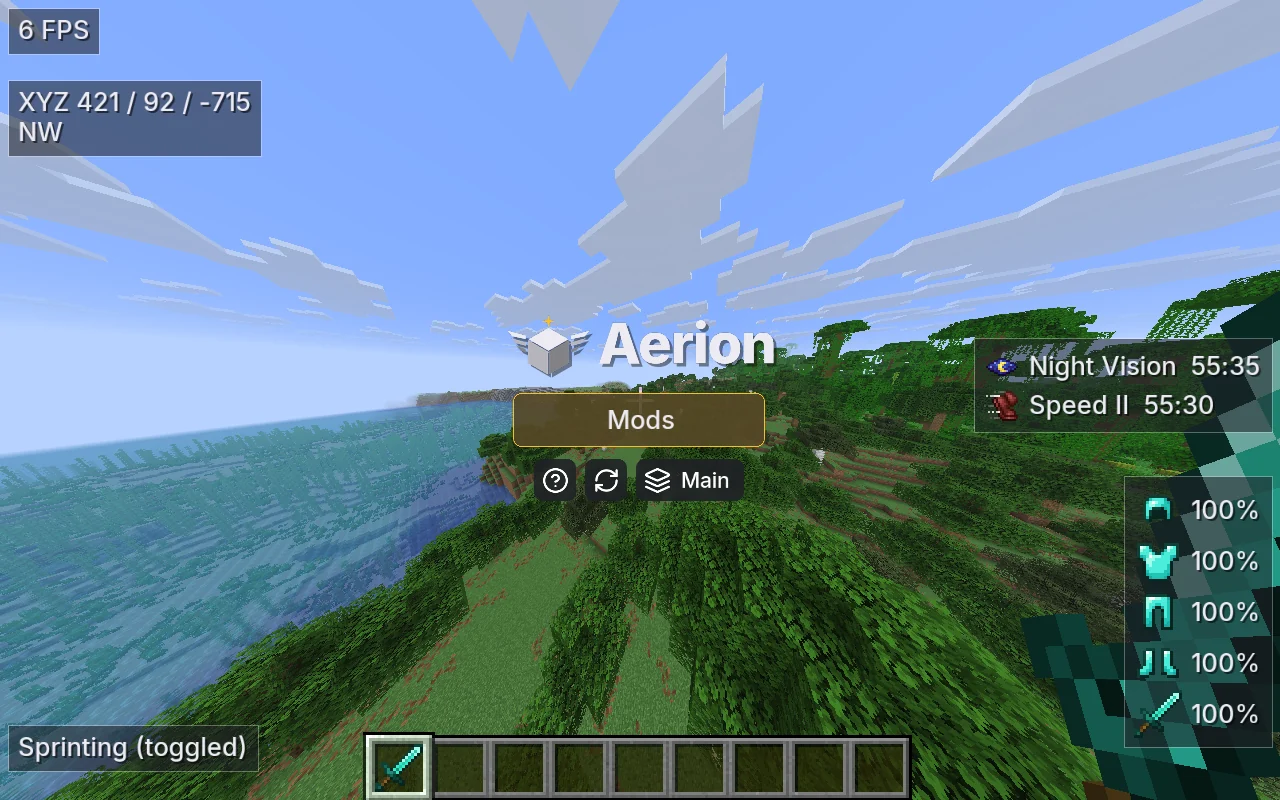 6 FPS
XYZ 421 / 92 / -715
NW
Aerion
Mods
Main
Night Vision 55:35
Speed II 55:30
100%
100%
100%
100%
100%
Sprinting (toggled)